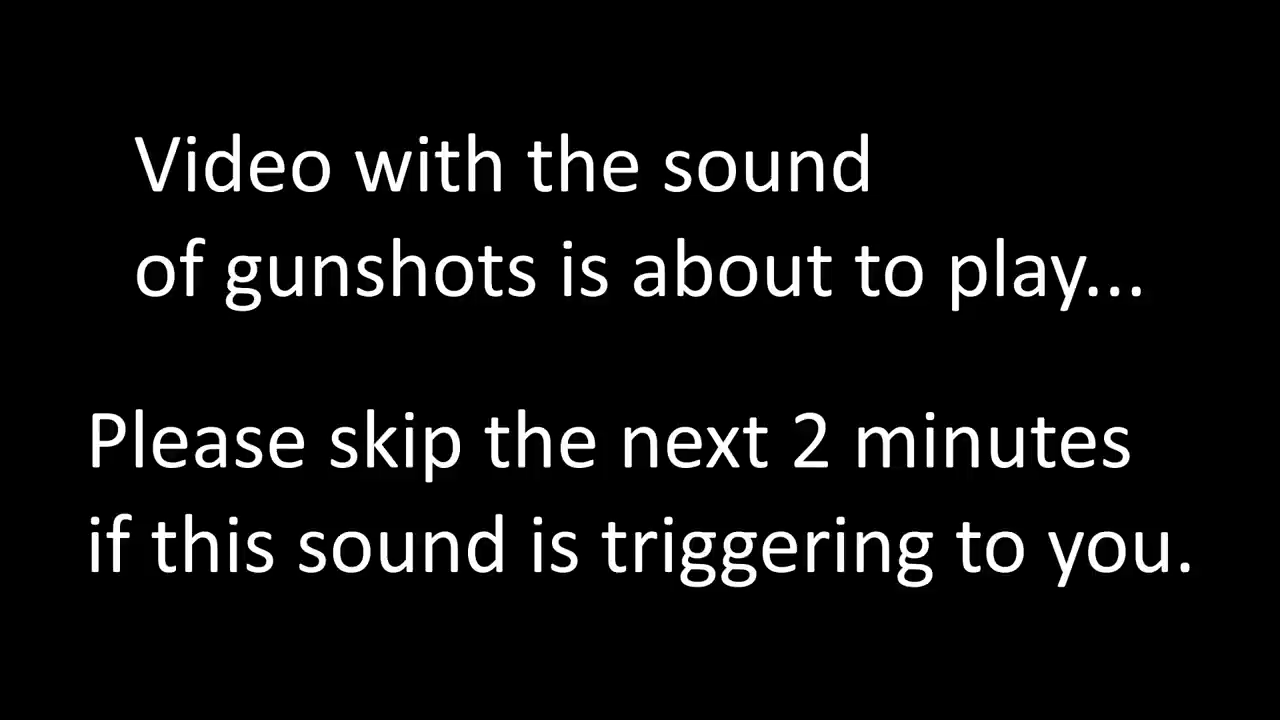 Video with the sound
of gunshots is about to play...
Please skip the next 2 minutes
if this sound is triggering to you.